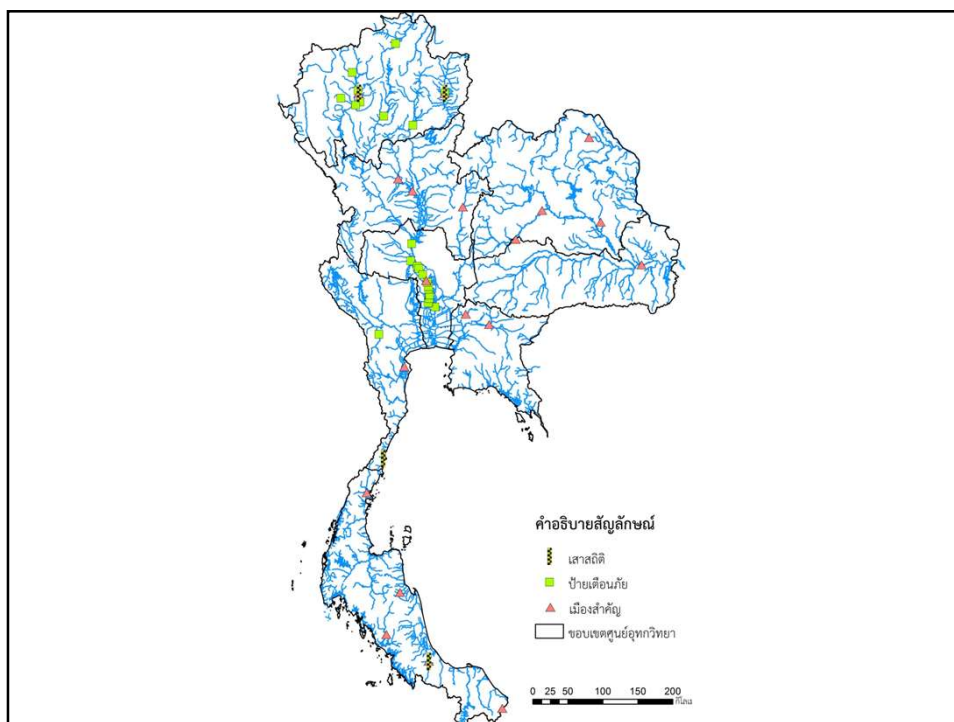 คำอธิบายสัญลักษณ์
เสาสถิติ
ป้ายเตือนภัย
เมืองสำคัญ
ขอบเขตศูนย์อุทกวิทยา
0 25 50 100 150 200
กิโลเมตร